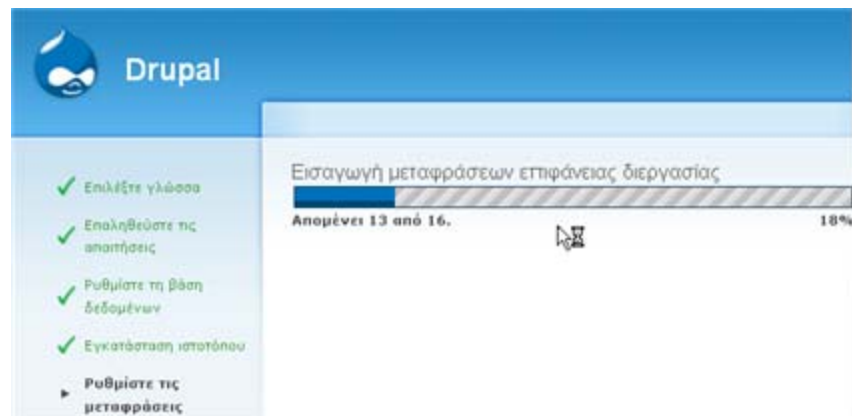 Drupal
Εισαγωγή μεταφράσεων επιφάνειας διεργασίας
Απομένει 13 από 16.
18%
Επιλέξτε γλώσσα
Επαληθεύστε τις
απαιτήσεις
Ρυθμίστε τη βάση
δεδομένων
Εγκατάσταση ιστοτόπου
Ρυθμίστε τις
μεταφράσεις